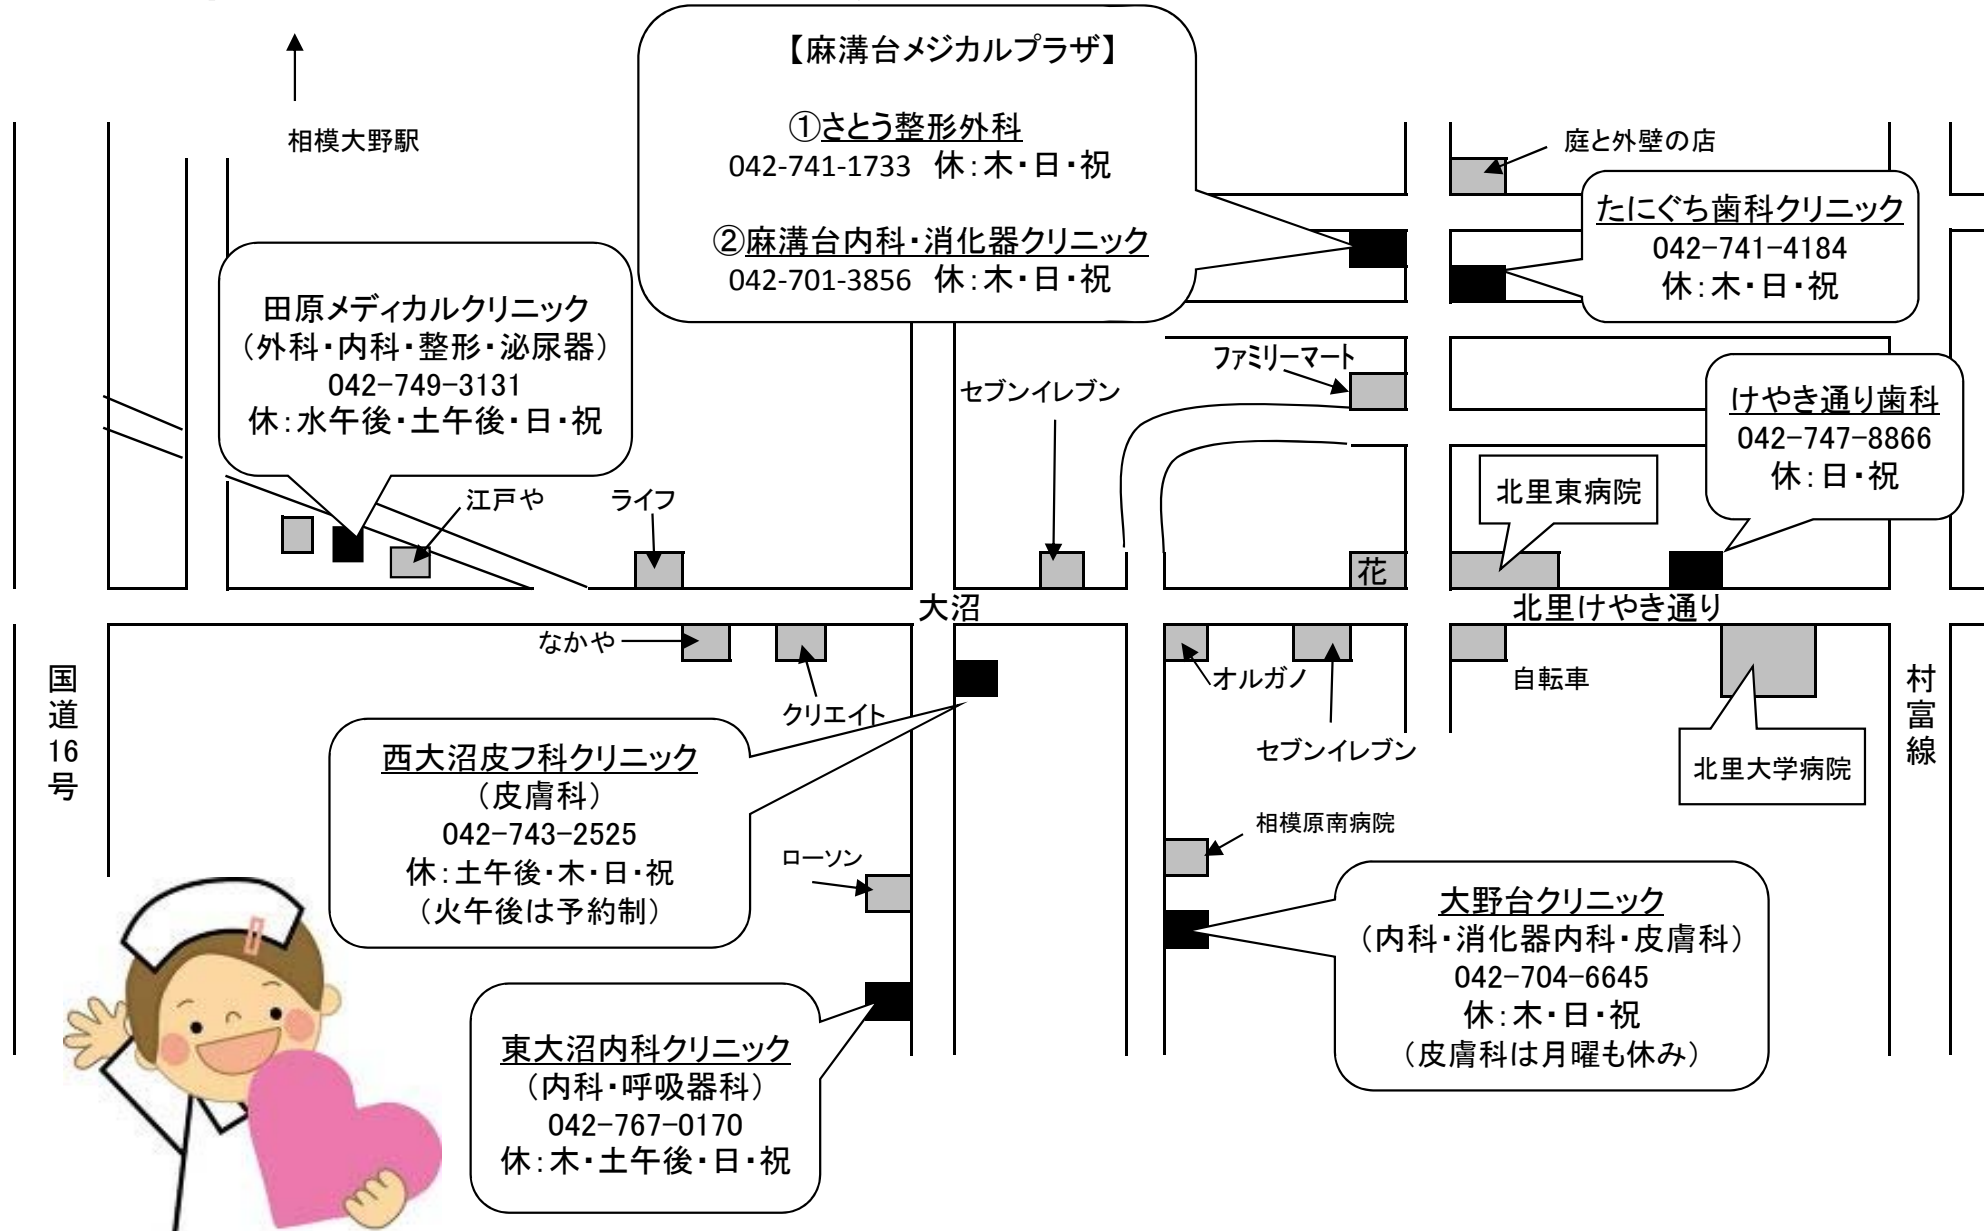 【麻溝台メジカルプラザ】
①さとう整形外科
042-741-1733 休:木・日・祝
②麻溝台内科・消化器クリニック
042-701-3856 休:木・日・祝
相模大野駅
庭と外壁の店
たにぐち歯科クリニック
042-741-4184
休:木・日・祝
田原メディカルクリニック
(外科・内科・整形・泌尿器)
042-749-3131
休:水午後・土午後・日・祝
ファミリーマート
セブンイレブン
けやき通り歯科
042-747-8866
休:日・祝
江戸や
ライフ
北里東病院
花
大沼
北里けやき通り
なかや
クリエイト
オルガノ
セブンイレブン
自転車
北里大学病院
国道16号
村富線
西大沼皮フ科クリニック
(皮膚科)
042-743-2525
休:土午後・木・日・祝
(火午後は予約制)
相模原南病院
ローソン
大野台クリニック
(内科・消化器内科・皮膚科)
042-704-6645
休:木・日・祝
(皮膚科は月曜も休み)
東大沼内科クリニック
(内科・呼吸器科)
042-767-0170
休:木・土午後・日・祝